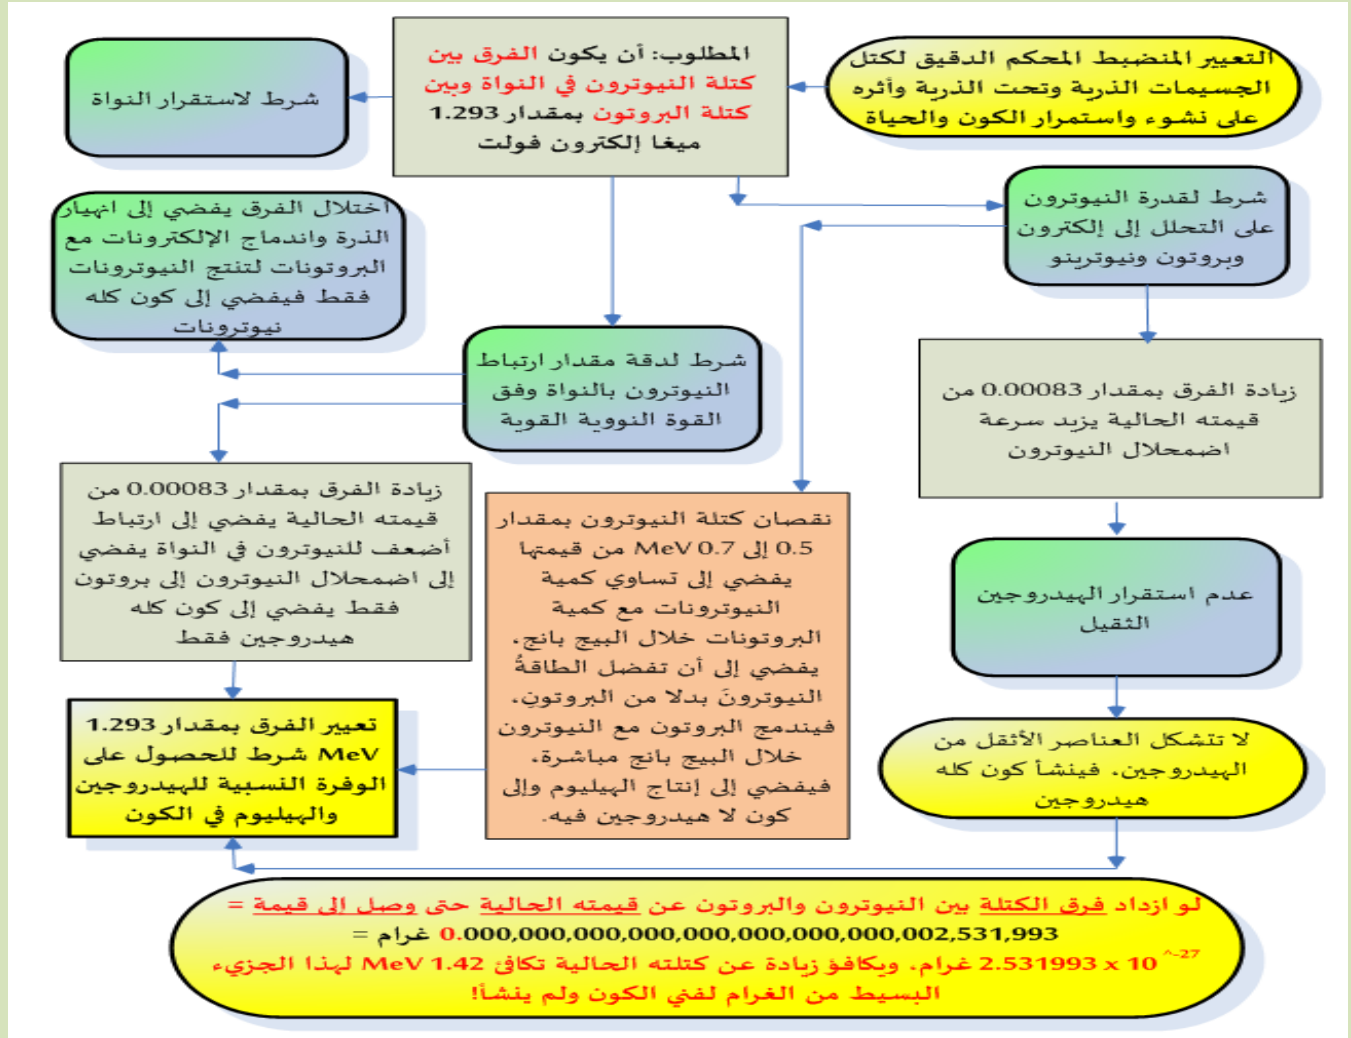 التعيير المنضبط المحكم الدقيق لكتل
الجسيمات الذرية وتحت الذرية وأثره
على نشوء واستمرار الكون والحياة
المطلوب: أن يكون الفرق بين
كتلة النيوترون في النواة وبين
كتلة البروتون بمقدار 1.293
ميغا إلكترون فولت
شرط لاستقرار النواة
شرط لقدرة النيوترون
على التحلل إلى إلكترون
وبروتون ونيوترينو
اختلال الفرق يفضي إلى انهيار
الذرة واندماج الإلكترونات مع
البروتونات لتنتج النيوترونات
فقط فيفضي إلى كون كله
نيوترونات
شرط لدقة مقدار ارتباط
النيوترون بالنواة وفق
القوة النووية القوية
زيادة الفرق بمقدار 0.00083 من
قيمته الحالية يزيد سرعة
اضمحلال النيوترون
زيادة الفرق بمقدار 0.00083 من
قيمته الحالية يفضي إلى ارتباط
أضعف للنيوترون في النواة يفضي
إلى اضمحلال النيوترون إلى بروتون
فقط يفضي إلى كون كله
هيدروجين فقط
نقصان كتلة النيوترون بمقدار
0.5 إلى 0.7 MeV من قيمتها
يفضي إلى تساوي كمية
النيوترونات مع كمية
البروتونات خلال البيج بانج،
يفضي إلى أن تفضل الطاقةُ
النيوترونَ بدلا من البروتونِ،
فيندمج البروتون مع النيوترون
خلال البيج بانج مباشرة،
فيفضي إلى إنتاج الهيليوم وإلى
كون لا هيدروجين فيه.
عدم استقرار الهيدروجين
الثقيل
لا تتشكل العناصر الأثقل من
الهيدروجين، فينشأ كون كله
هيدروجين
تعيير الفرق بمقدار 1.293
MeV شرط للحصول على
الوفرة النسبية للهيدروجين
والهيليوم في الكون
لو ازداد فرق الكتلة بين النيوترون والبروتون عن قيمته الحالية حتى وصل إلى قيمة =
0.000,000,000,000,000,000,000,000,002,531,993 غرام =
2.531993 x 10 ^-27 غرام، ويكافؤ زيادة عن كتلته الحالية تكافئ 1.42 MeV لهذا الجزيء
البسيط من الغرام لفني الكون ولم ينشأ!